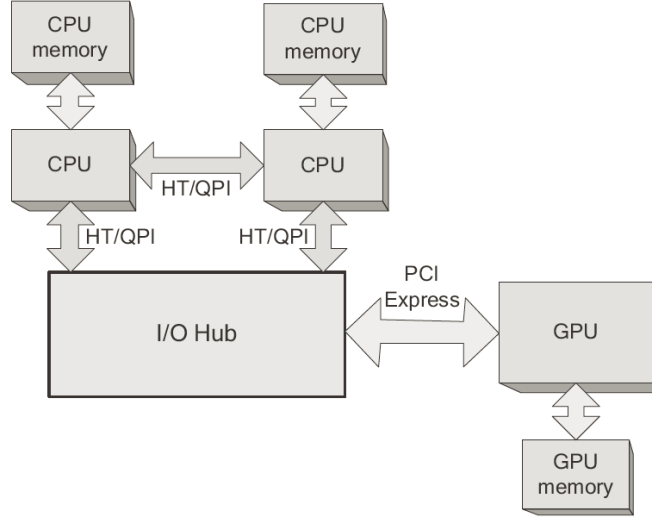 CPU
memory
CPU
memory
CPU
CPU
HT/QPI
HT/QPI
HT/QPI
PCI
Express
I/O Hub
GPU
GPU
memory